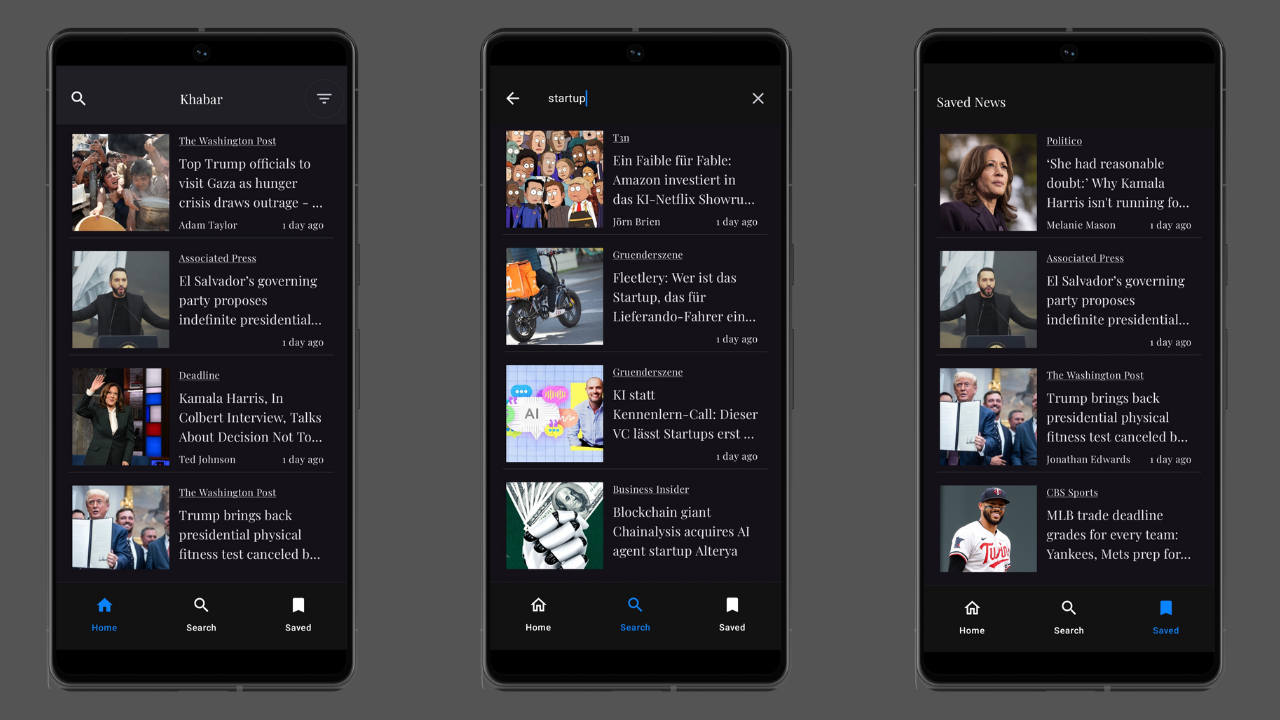 Khabar
The Washington Post
Top Trump officials to
visit Gaza as hunger
crisis draws outrage - ...
Adam Taylor 1 day ago
Associated Press
El Salvador's governing
party proposes
indefinite presidential...
1 day ago
Deadline
Kamala Harris, In
Colbert Interview, Talks
About Decision Not To...
Ted Johnson 1 day ago
The Washington Post
Trump brings back
presidential physical
fitness test canceled b...
Home Search Saved
startup
T3n
Ein Faible für Fable:
Amazon investiert in
das KI-Netflix Showru...
Jörn Brien 1 day ago
Gruenderszene
Fleetlery: Wer ist das
Startup, das für
Lieferando-Fahrer ein...
1 day ago
Gruenderszene
AI
KI statt
Kennenlern-Call: Dieser
VC lässt Startups erst ...
1 day ago
Business Insider
Blockchain giant
Chainalysis acquires AI
agent startup Alterya
Home Search Saved
Saved News
Politico
‘She had reasonable
doubt:’ Why Kamala
Harris isn't running fo...
Melanie Mason 1 day ago
Associated Press
El Salvador's governing
party proposes
indefinite presidential...
1 day ago
The Washington Post
Trump brings back
presidential physical
fitness test canceled b...
Jonathan Edwards 1 day ago
CBS Sports
MLB trade deadline
grades for every team:
Yankees, Mets prep for...
Home Search Saved